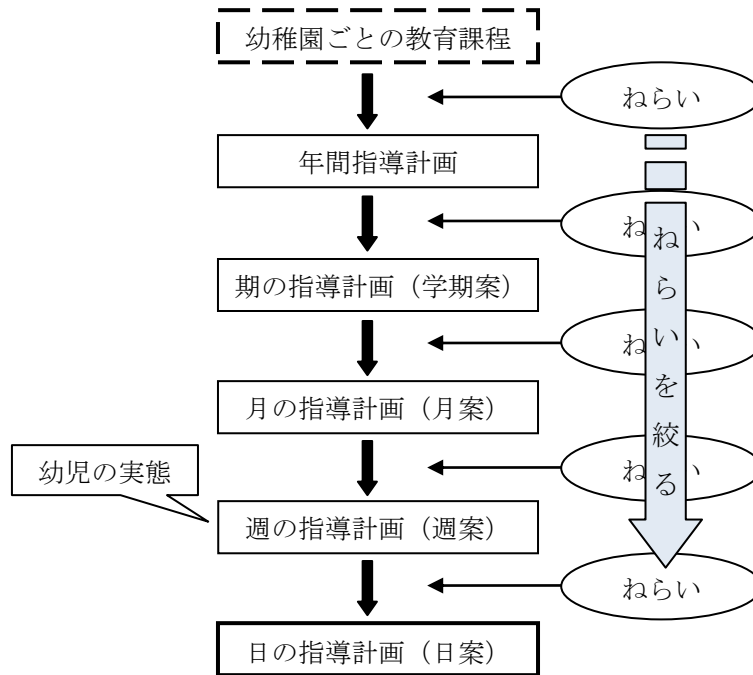 幼稚園ごとの教育課程
ねらい
年間指導計画
ねらい
期の指導計画（学期案）
ねらい
月の指導計画（月案）
ねらい
幼児の実態
週の指導計画（週案）
ねらい
日の指導計画（日案）
ねらいを絞る